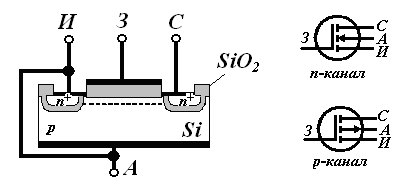 И З С
SiO₂
n⁺ n⁺
p Si
А
З С А И
n-канал
З С А И
p-канал